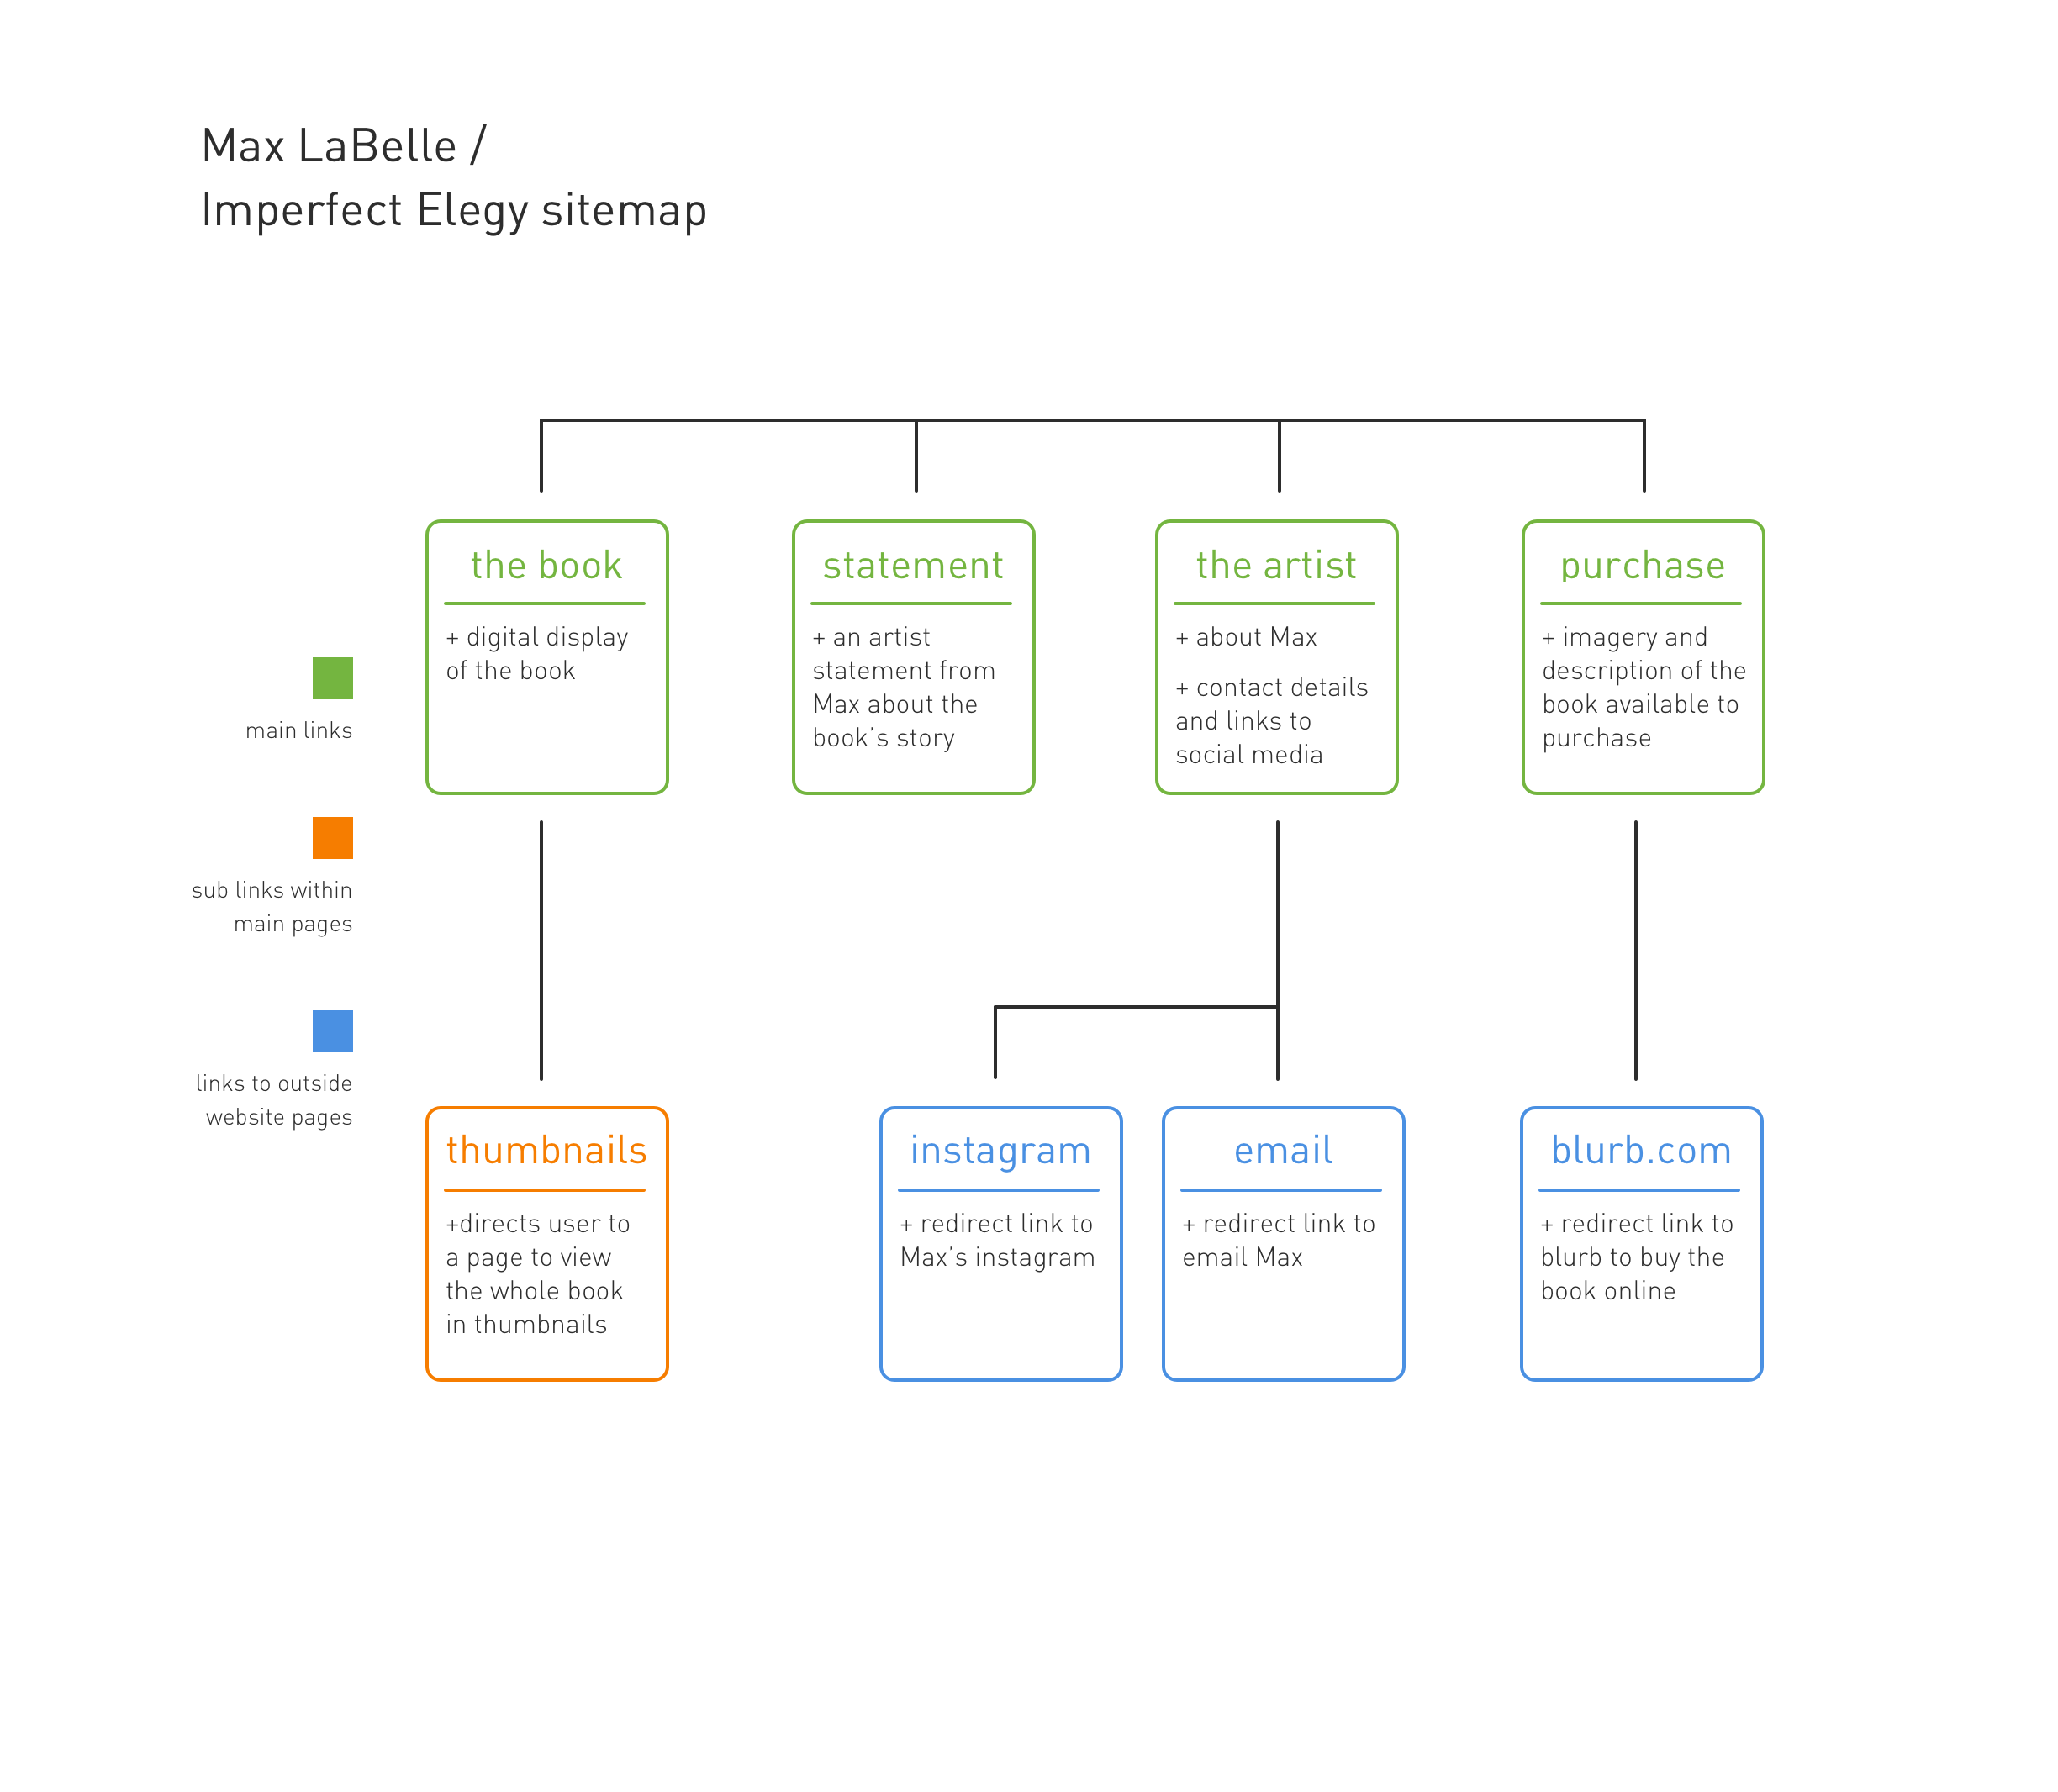 Max LaBelle /
Imperfect Elegy sitemap
the book
+ digital display
of the book
statement
+ an artist
statement from
Max about the
book’s story
the artist
+ about Max
+ contact details
and links to
social media
purchase
+ imagery and
description of the
book available to
purchase
main links
sub links within
main pages
links to outside
website pages
thumbnails
+directs user to
a page to view
the whole book
in thumbnails
instagram
+ redirect link to
Max’s instagram
email
+ redirect link to
email Max
blurb.com
+ redirect link to
blurb to buy the
book online